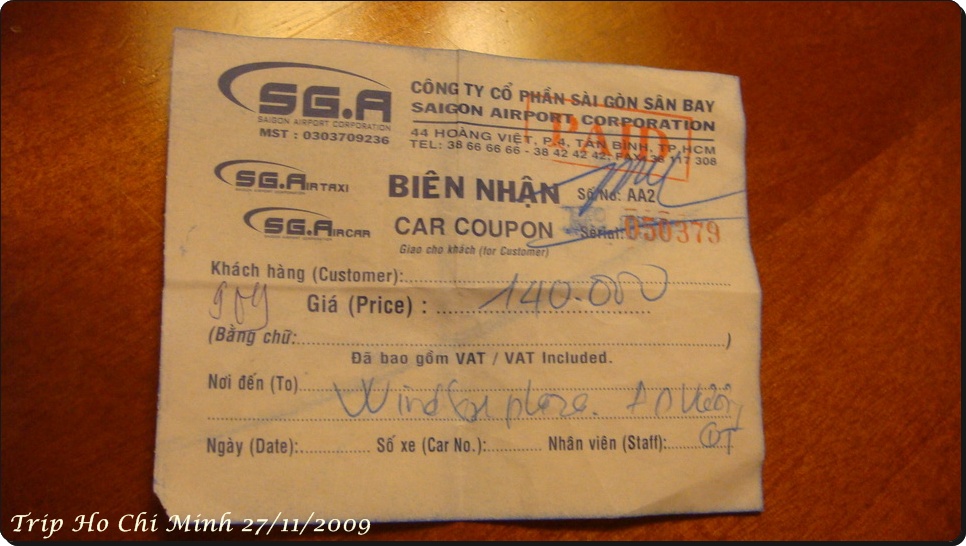 SG.A
SAIGON AIRPORT CORPORATION
MST : 0303709236
CÔNG TY CỔ PHẦN SÀI GÒN SÂN BAY
SAIGON AIRPORT CORPORATION
44 HOÀNG VIỆT, P.4, TÂN BÌNH, TP,HCM
TEL: 38 66 66 66 - 38 42 42 42; FAX: 38 117 308
PAID
SG.AIRTAXI
SG.AIRCAR
BIÊN NHẬN
Số No: AA2
CAR COUPON
Serial: 050379
Giao cho khách (for Customer)
Khách hàng (Customer):
Giá (Price) : 140.000
(Bằng chữ: )
Đã bao gồm VAT / VAT Included.
Nơi đến (To) Windsor plaza.
Ngày (Date): Số xe (Car No.): Nhân viên (Staff):
Trip Ho Chi Minh 27/11/2009